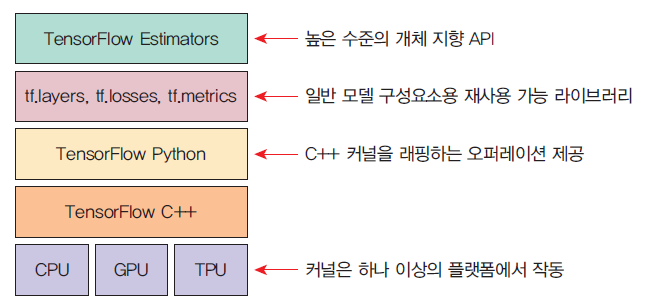 TensorFlow Estimators 높은 수준의 개체 지향 API
tf.layers, tf.losses, tf.metrics 일반 모델 구성요소용 재사용 가능 라이브러리
TensorFlow Python C++ 커널을 래핑하는 오퍼레이션 제공
TensorFlow C++
CPU GPU TPU 커널은 하나 이상의 플랫폼에서 작동